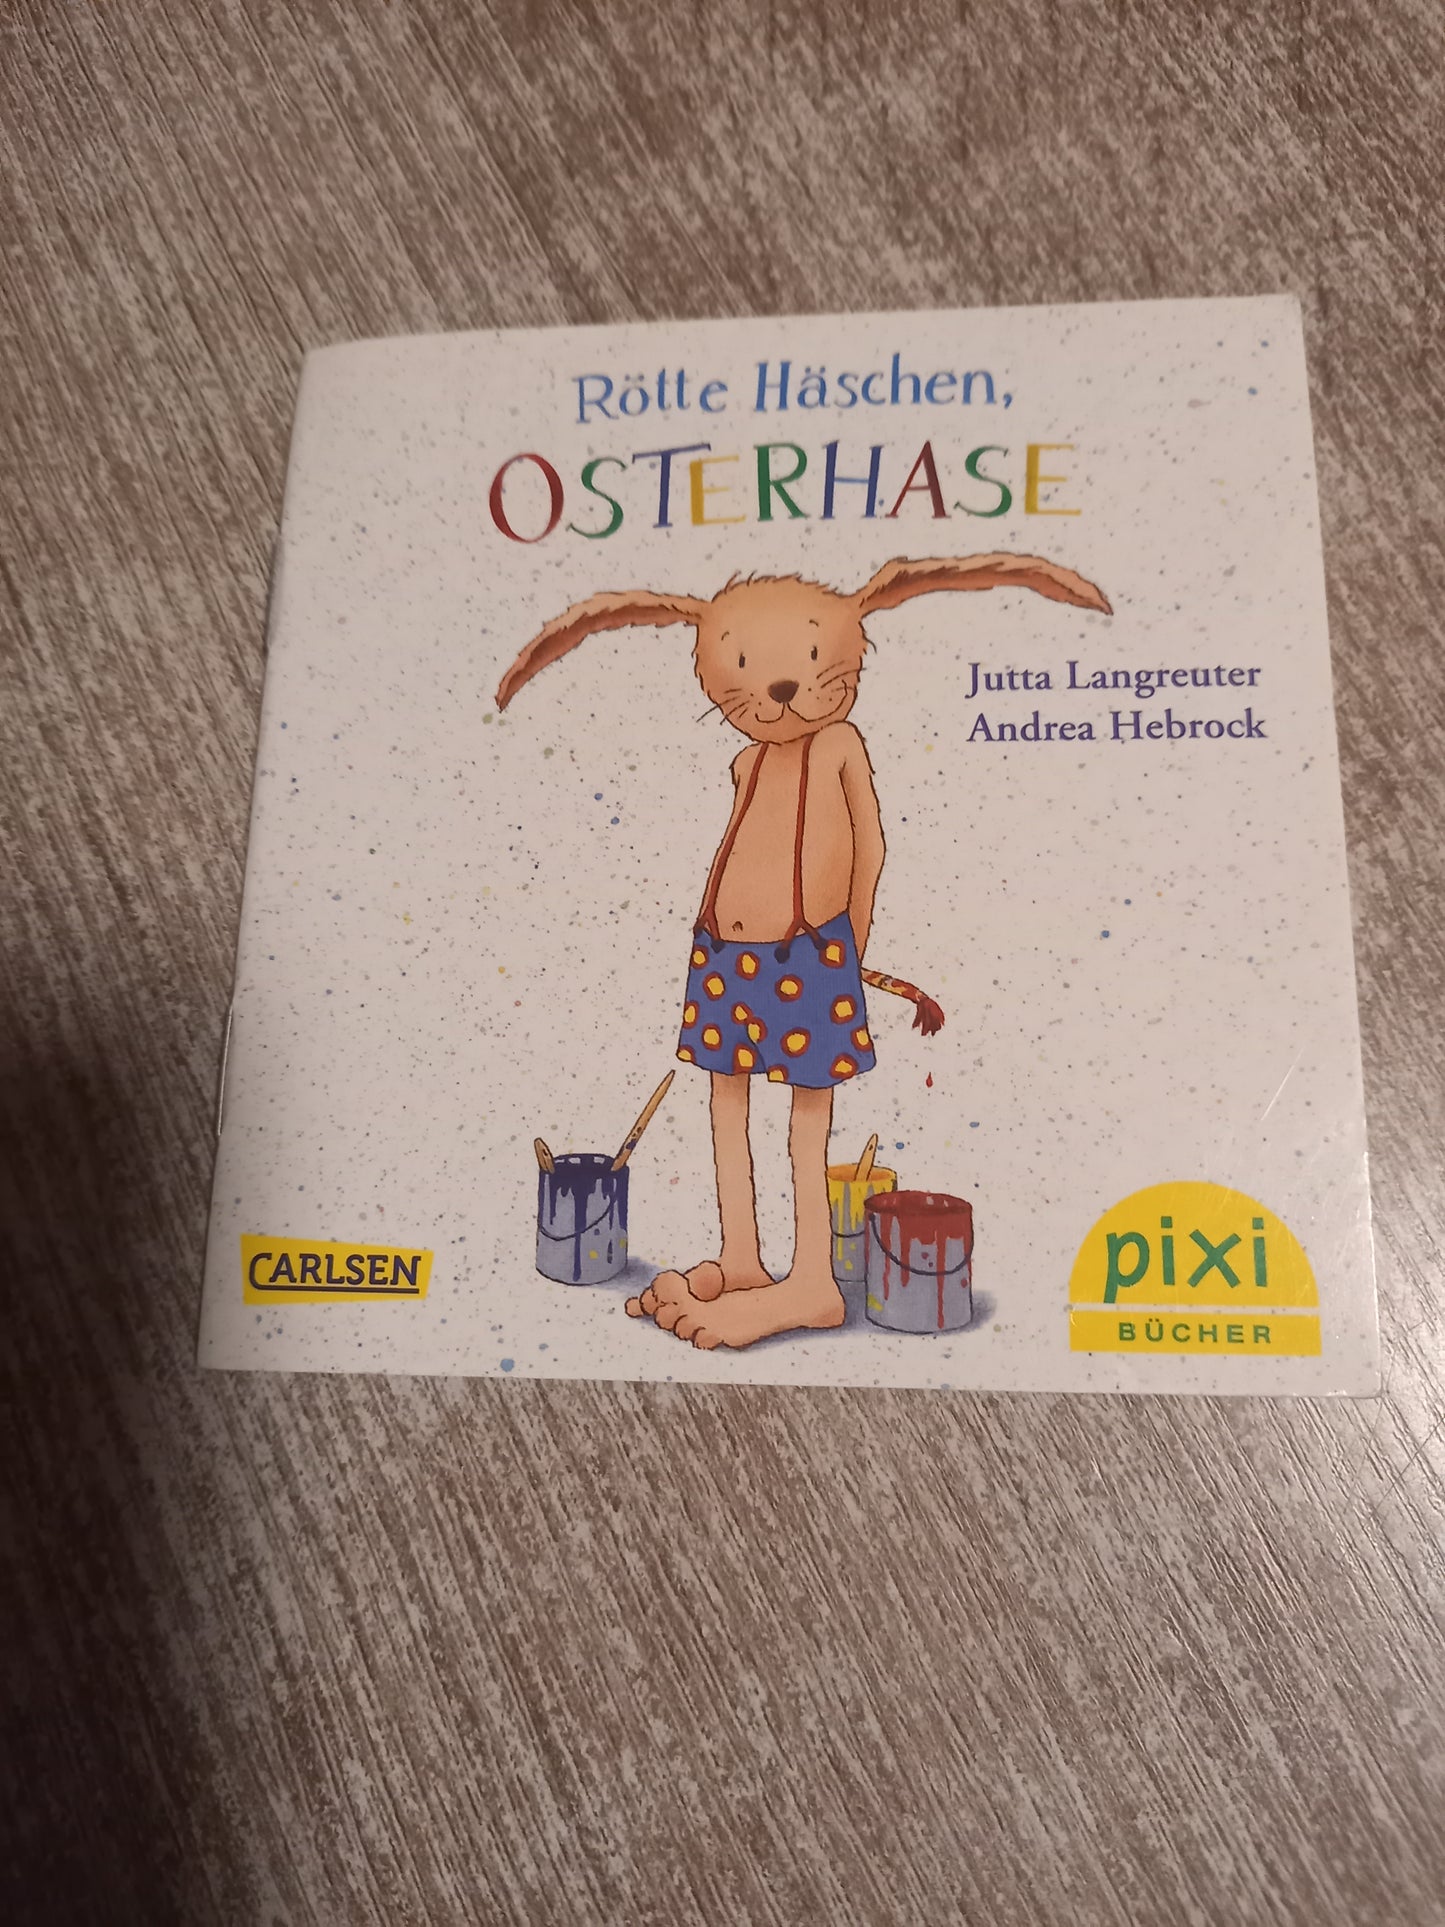 Rötte Häschen,
OSTERHASE
Jutta Langreuter
Andrea Hebrock
CARLSEN
pixi
BÜCHER